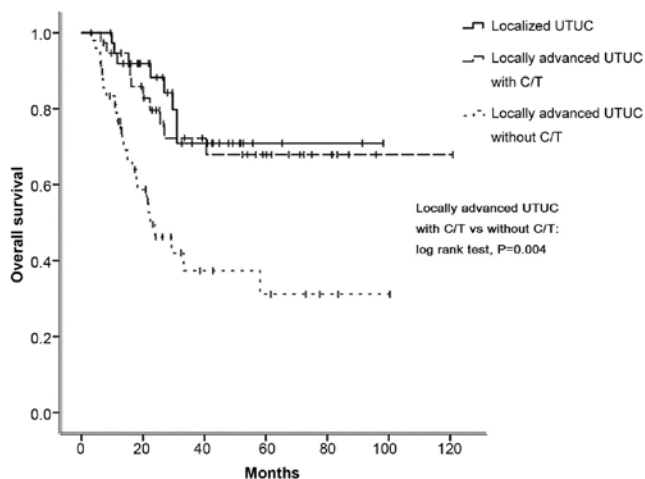 Localized UTUC
Locally advanced UTUC
with C/T
Locally advanced UTUC
without C/T
1.0
0.8
0.6
0.4
0.2
0.0
Overall survival
Locally advanced UTUC
with C/T vs without C/T:
log rank test, P=0.004
0 20 40 60 80 100 120
Months